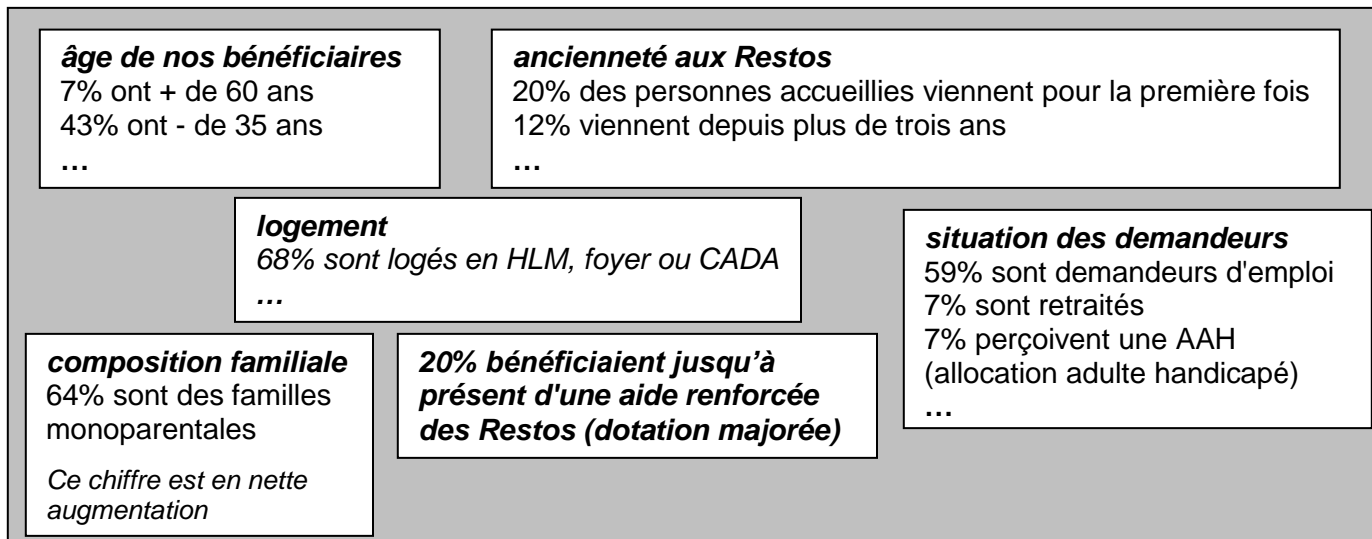 âge de nos bénéficiaires
7% ont + de 60 ans
43% ont - de 35 ans
…
ancienneté aux Restos
20% des personnes accueillies viennent pour la première fois
12% viennent depuis plus de trois ans
…
logement
68% sont logés en HLM, foyer ou CADA
…
situation des demandeurs
59% sont demandeurs d'emploi
7% sont retraités
7% perçoivent une AAH
(allocation adulte handicapé)
…
composition familiale
64% sont des familles
monoparentales
Ce chiffre est en nette
augmentation
20% bénéficiaient jusqu’à
présent d'une aide renforcée
des Restos (dotation majorée)